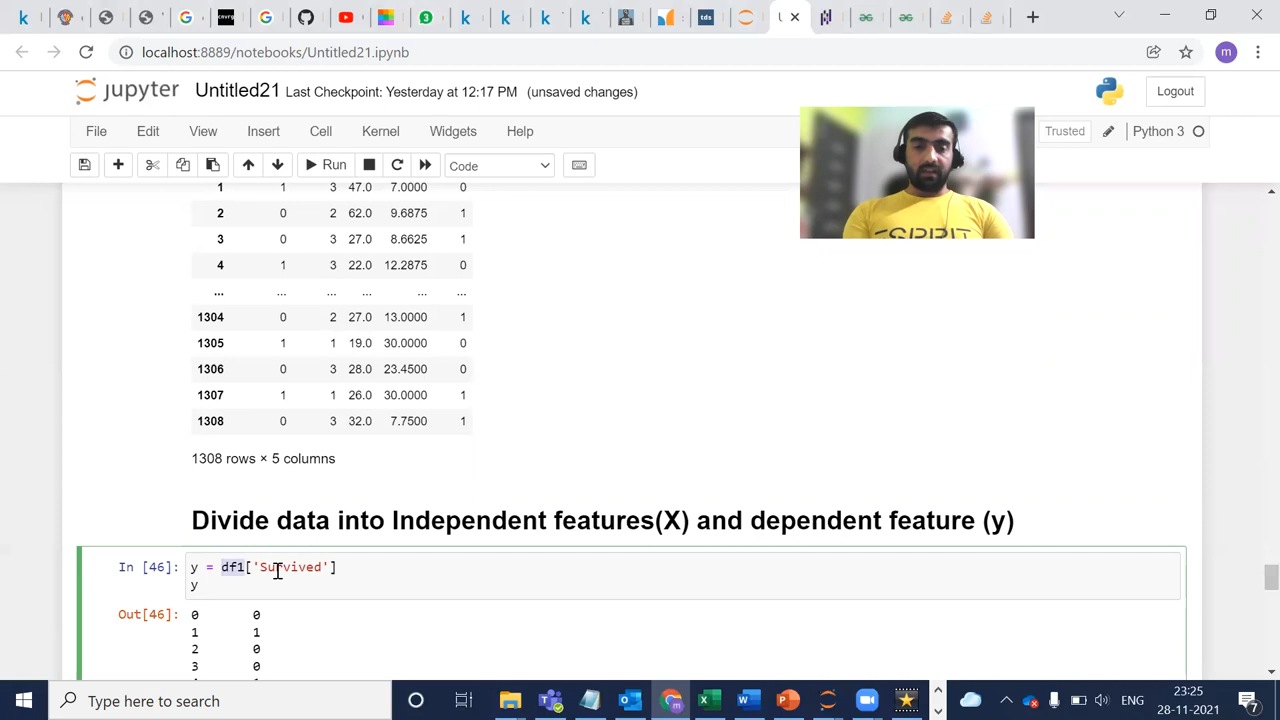 localhost:8889/notebooks/Untitled21.ipynb
m
jupyter Untitled21 Last Checkpoint: Yesterday at 12:17 PM (unsaved changes)
Logout
File Edit View Insert Cell Kernel Widgets Help
Trusted Python 3
Run Code
1 1 3 47.0 7.0000 0
2 0 2 62.0 9.6875 1
3 0 3 27.0 8.6625 1
4 1 3 22.0 12.2875 0
... ... ... ... ... ...
1304 0 2 27.0 13.0000 1
1305 1 1 19.0 30.0000 0
1306 0 3 28.0 23.4500 0
1307 1 1 26.0 30.0000 1
1308 0 3 32.0 7.7500 1
1308 rows × 5 columns
Divide data into Independent features(X) and dependent feature (y)
In [46]: y = df1['Survived']
y
Out[46]: 0 0
1 1
2 0
3 0
Type here to search
ENG
23:25
28-11-2021
7